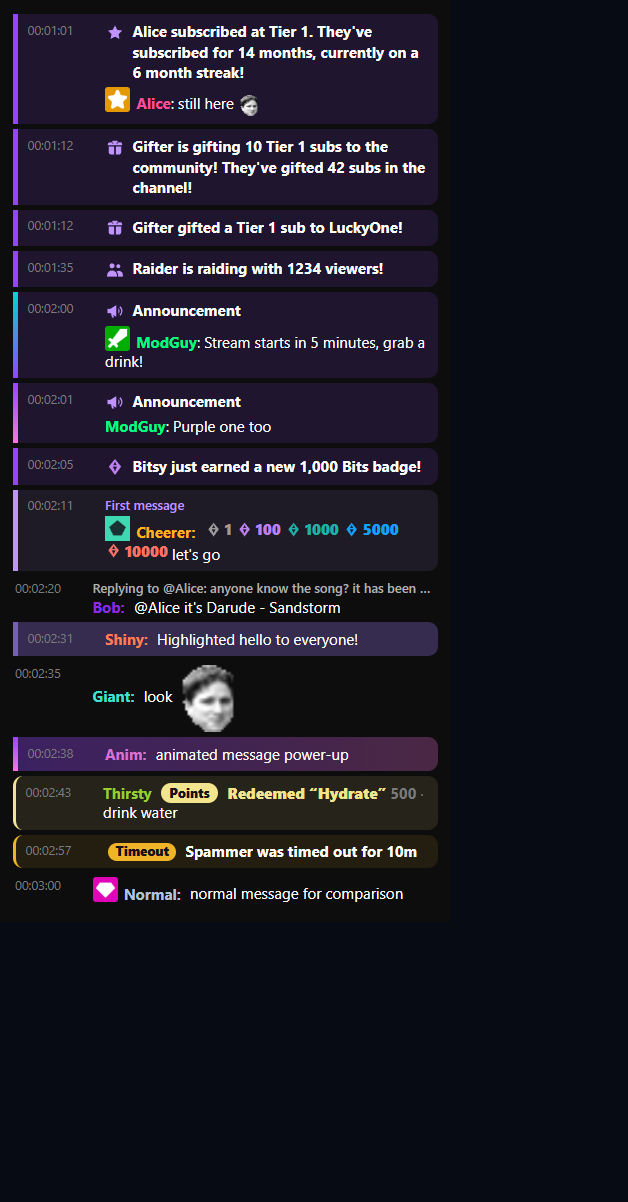 00:01:01 Alice subscribed at Tier 1. They've
subscribed for 14 months, currently on a
6 month streak!
Alice: still here
00:01:12 Gifter is gifting 10 Tier 1 subs to the
community! They've gifted 42 subs in the
channel!
00:01:12 Gifter gifted a Tier 1 sub to LuckyOne!
00:01:35 Raider is raiding with 1234 viewers!
00:02:00 Announcement
ModGuy: Stream starts in 5 minutes, grab a
drink!
00:02:01 Announcement
ModGuy: Purple one too
00:02:05 Bitsy just earned a new 1,000 Bits badge!
00:02:11 First message
Cheerer: 1 100 1000 5000
10000 let's go
00:02:20 Replying to @Alice: anyone know the song? it has been ...
Bob: @Alice it's Darude - Sandstorm
00:02:31 Shiny: Highlighted hello to everyone!
00:02:35
Giant: look
00:02:38 Anim: animated message power-up
00:02:43 Thirsty Points Redeemed “Hydrate” 500 ·
drink water
00:02:57 Timeout Spammer was timed out for 10m
00:03:00 Normal: normal message for comparison